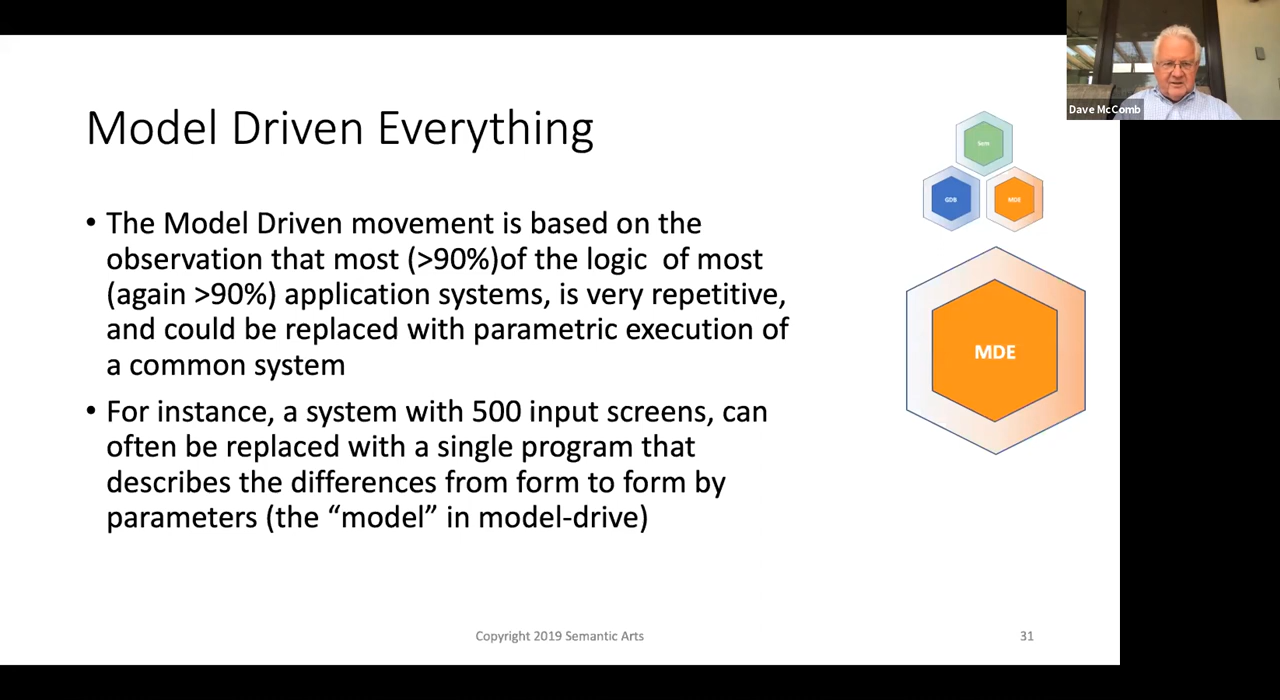 Dave McComb
Model Driven Everything
• The Model Driven movement is based on the
observation that most (>90%)of the logic of most
(again >90%) application systems, is very repetitive,
and could be replaced with parametric execution of
a common system
• For instance, a system with 500 input screens, can
often be replaced with a single program that
describes the differences from form to form by
parameters (the “model” in model-drive)
Sem
GDB
MDE
MDE
Copyright 2019 Semantic Arts
31